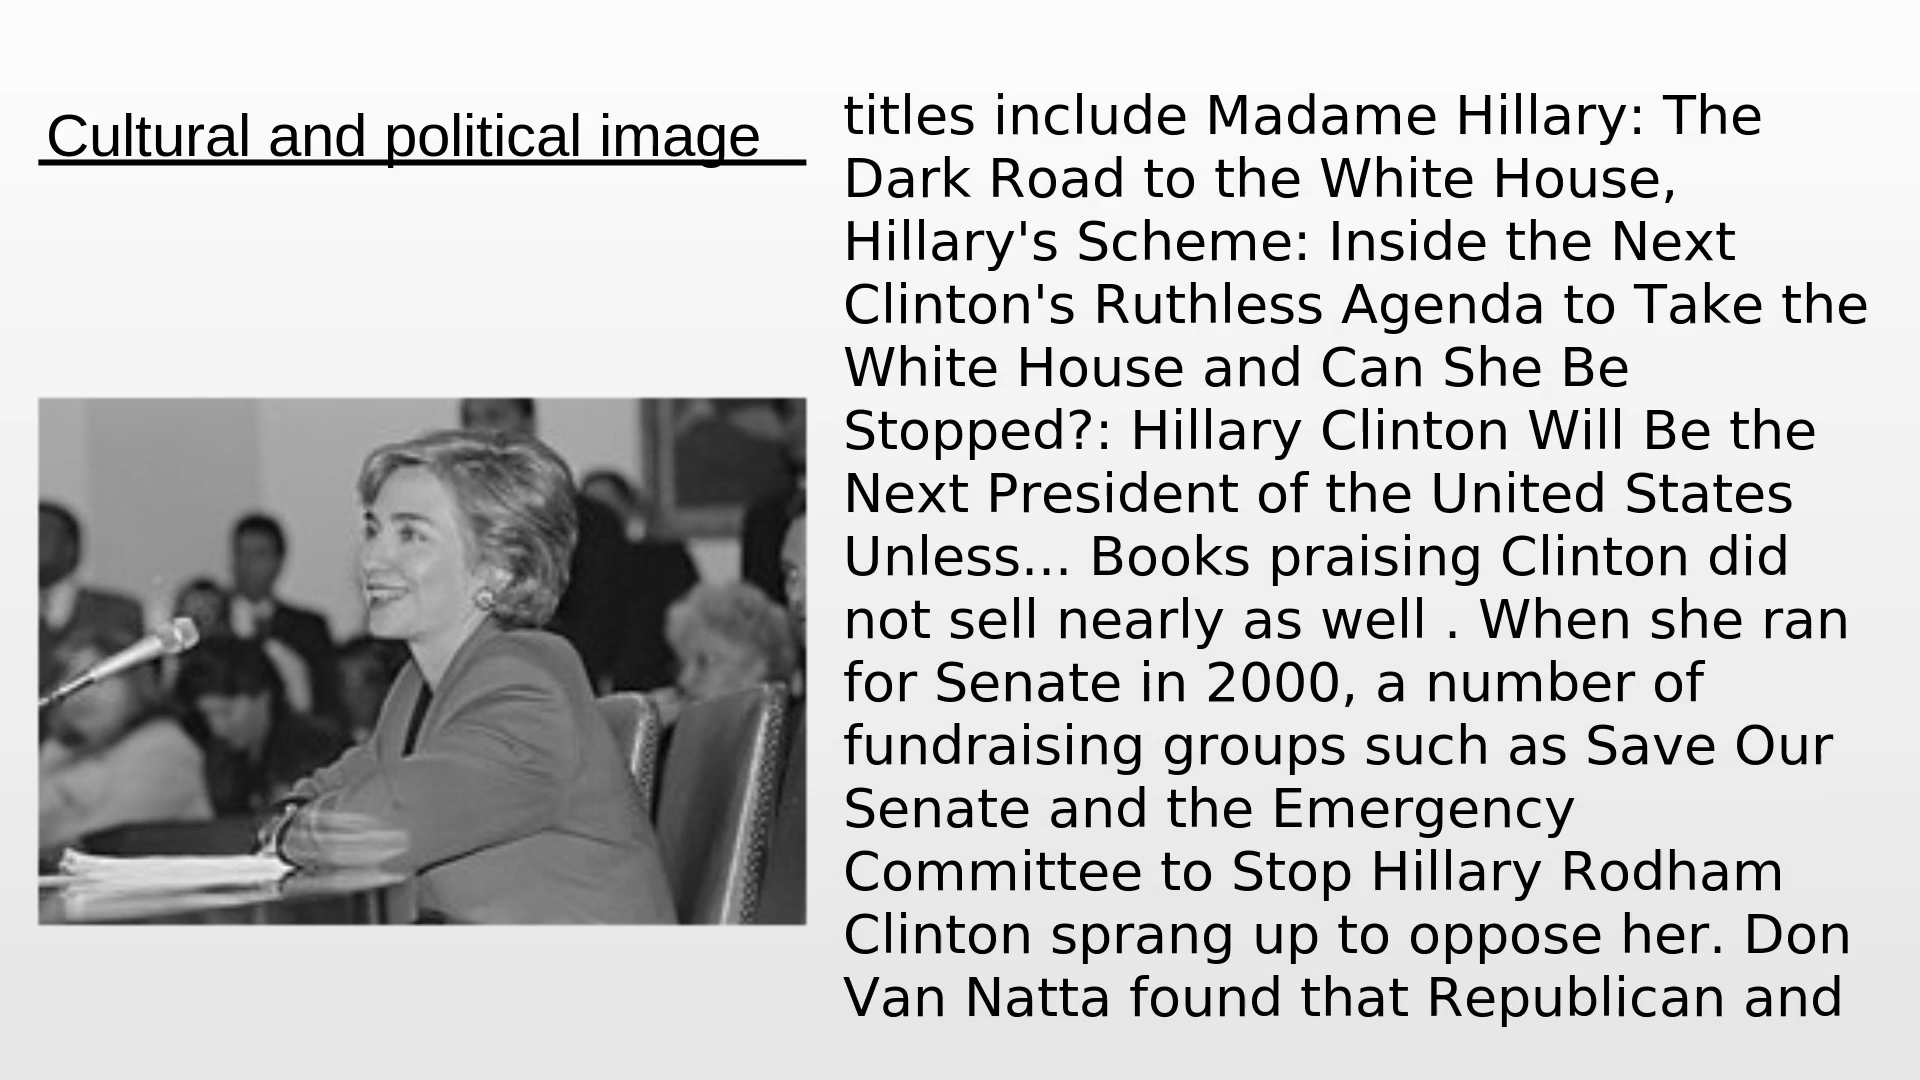 Cultural and political image
titles include Madame Hillary: The
Dark Road to the White House,
Hillary's Scheme: Inside the Next
Clinton's Ruthless Agenda to Take the
White House and Can She Be
Stopped?: Hillary Clinton Will Be the
Next President of the United States
Unless... Books praising Clinton did
not sell nearly as well . When she ran
for Senate in 2000, a number of
fundraising groups such as Save Our
Senate and the Emergency
Committee to Stop Hillary Rodham
Clinton sprang up to oppose her. Don
Van Natta found that Republican and